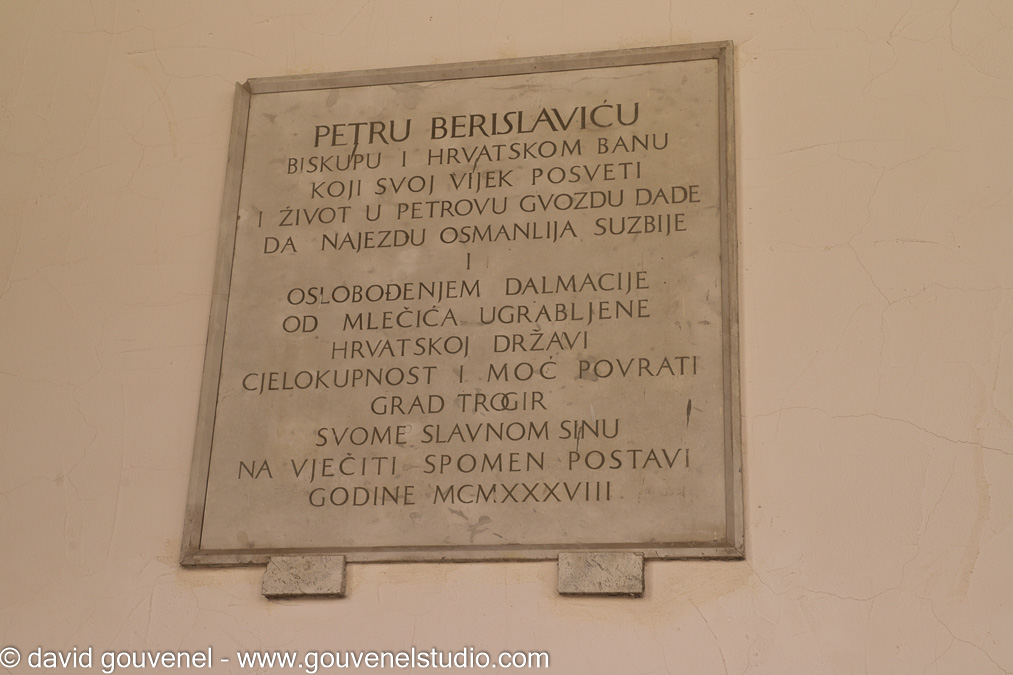 PETRU BERISLAVIĆU
BISKUPU I HRVATSKOM BANU
KOJI SVOJ VIJEK POSVETI
I ŽIVOT U PETROVU GVOZDU DADE
DA NAJEZDU OSMANLIJA SUZBIJE
I
OSLOBOĐENJEM DALMACIJE
OD MLEČIĆA UGRABLJENE
HRVATSKOJ DRŽAVI
CJELOKUPNOST I MOĆ POVRATI
GRAD TROGIR
SVOME SLAVNOM SINU
NA VJEČITI SPOMEN POSTAVI
GODINE MCMXXXVIII
© david gouvenel - www.gouvenelstudio.com